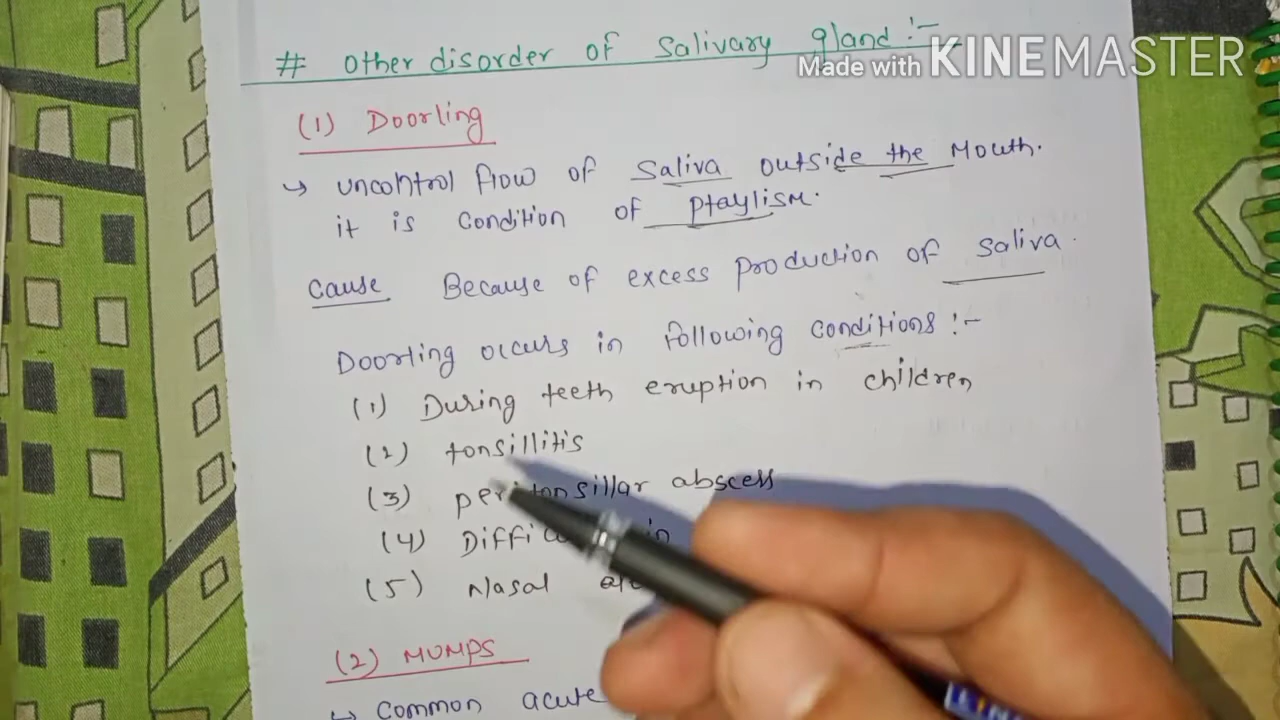 # Other disorder of Salivary gland :-
Made with KINEMASTER
(1) Doorling
↳ uncontrol flow of Saliva outside the Mouth.
it is condition of ptaylism.
Cause Because of excess production of saliva.
Doorling occurs in following conditions :-
(1) During teeth eruption in children
(2) tonsillitis
(3) peritonsillar abscess
(4) in
(5) Nasal
(2) MUMPS
↳ Common acute